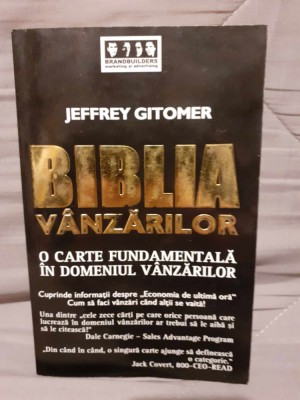 BRANDBUILDERS
marketing și advertising
JEFFREY GITOMER
BIBLIA
VÂNZĂRILOR
O CARTE FUNDAMENTALĂ
ÎN DOMENIUL VÂNZĂRILOR
Cuprinde informații despre „Economia de ultimă oră”
Cum să faci vânzări când alții se vaită!
Una dintre „cele zece cărți pe care orice persoană care
lucrează în domeniul vânzărilor ar trebui să le aibă și
să le citească!”
Dale Carnegie – Sales Advantage Program
„Din când în când, o singură carte ajunge să definească
o categorie.”
Jack Covert, 800-CEO-READ